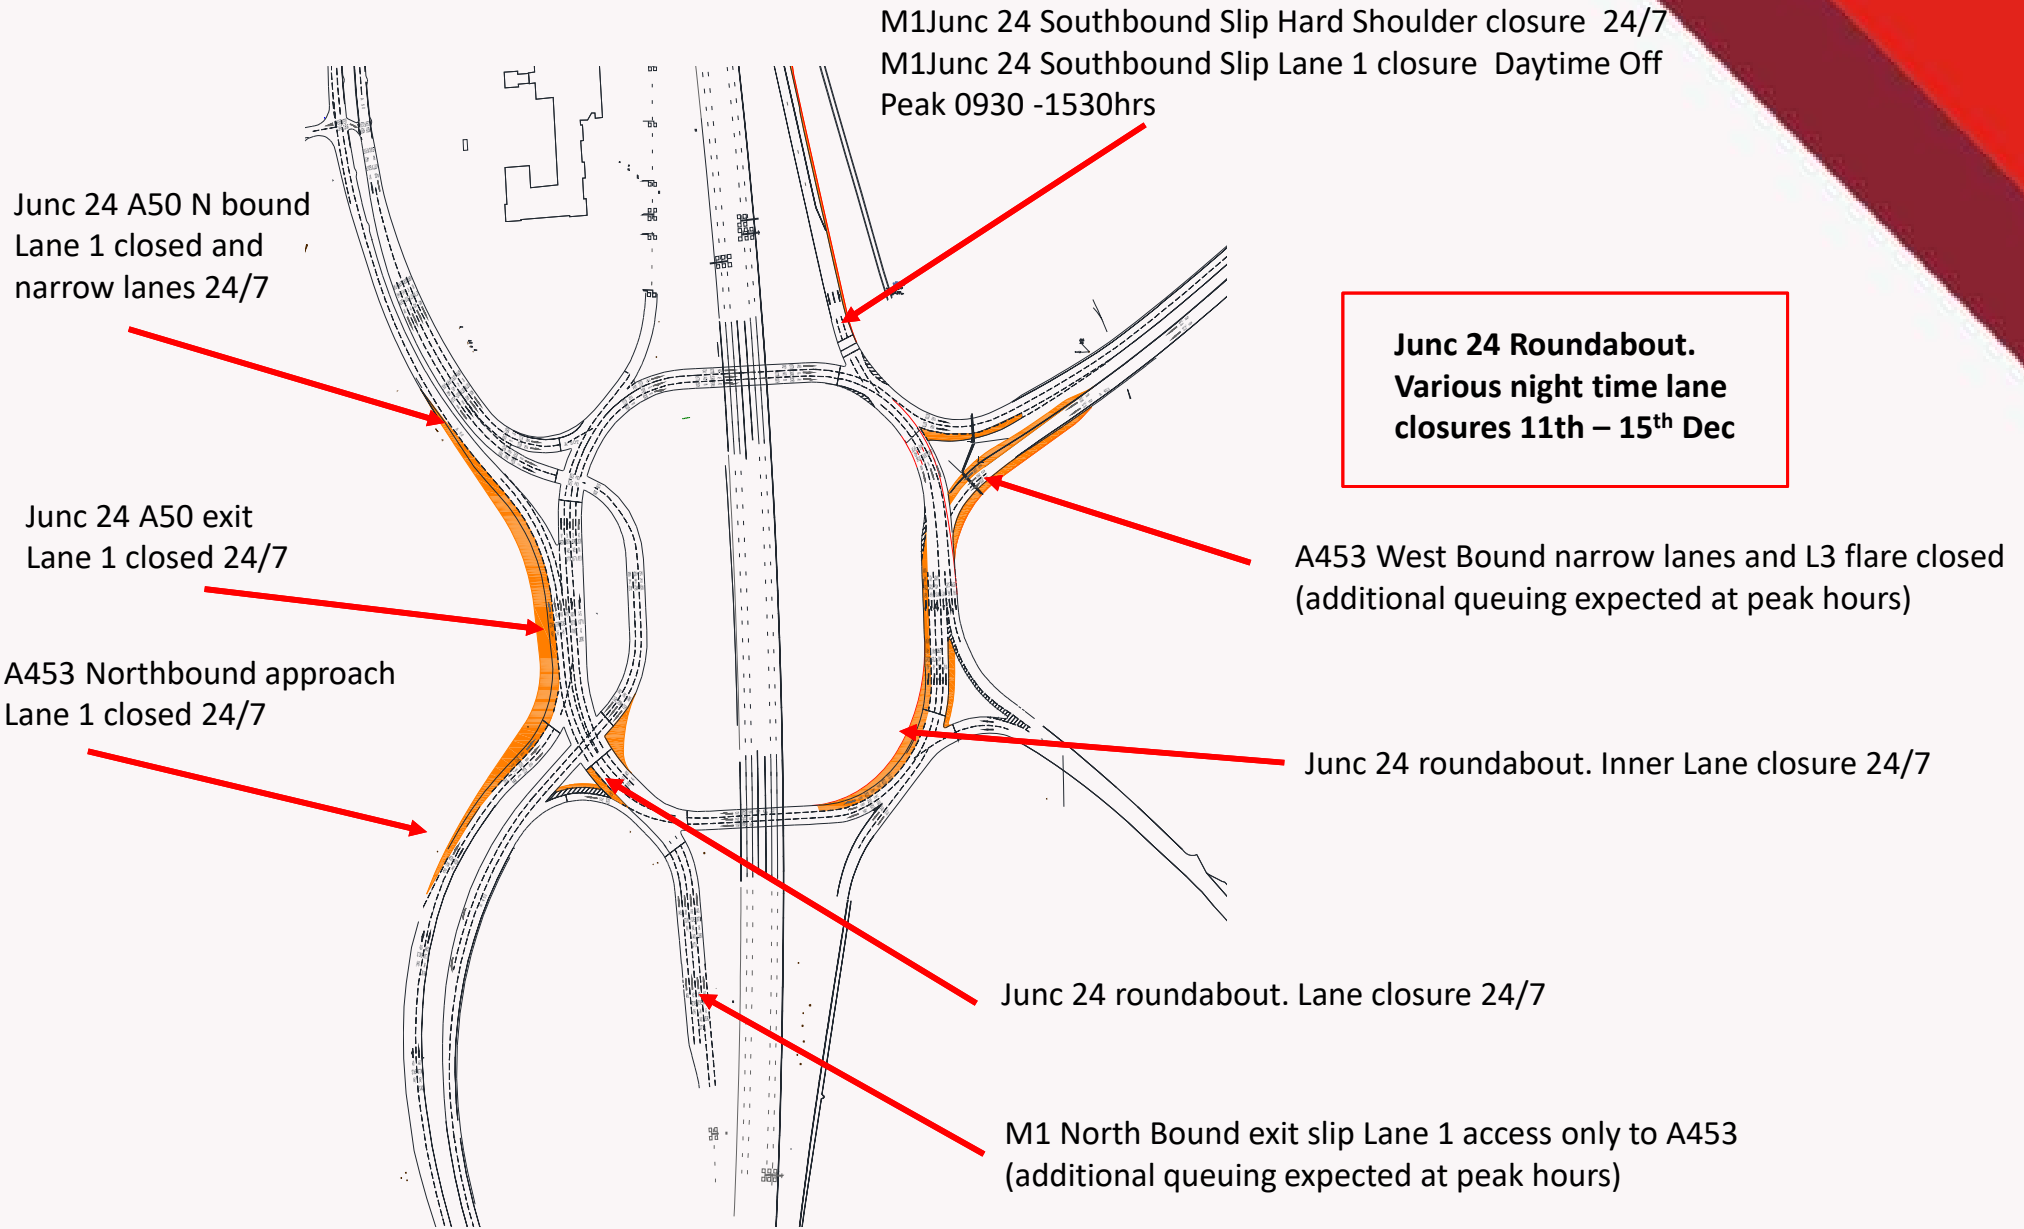 M1Junc 24 Southbound Slip Hard Shoulder closure 24/7
M1Junc 24 Southbound Slip Lane 1 closure Daytime Off
Peak 0930 -1530hrs
Junc 24 A50 N bound
Lane 1 closed and
narrow lanes 24/7
Junc 24 Roundabout.
Various night time lane
closures 11th – 15th Dec
Junc 24 A50 exit
Lane 1 closed 24/7
A453 West Bound narrow lanes and L3 flare closed
(additional queuing expected at peak hours)
A453 Northbound approach
Lane 1 closed 24/7
Junc 24 roundabout. Inner Lane closure 24/7
Junc 24 roundabout. Lane closure 24/7
M1 North Bound exit slip Lane 1 access only to A453
(additional queuing expected at peak hours)